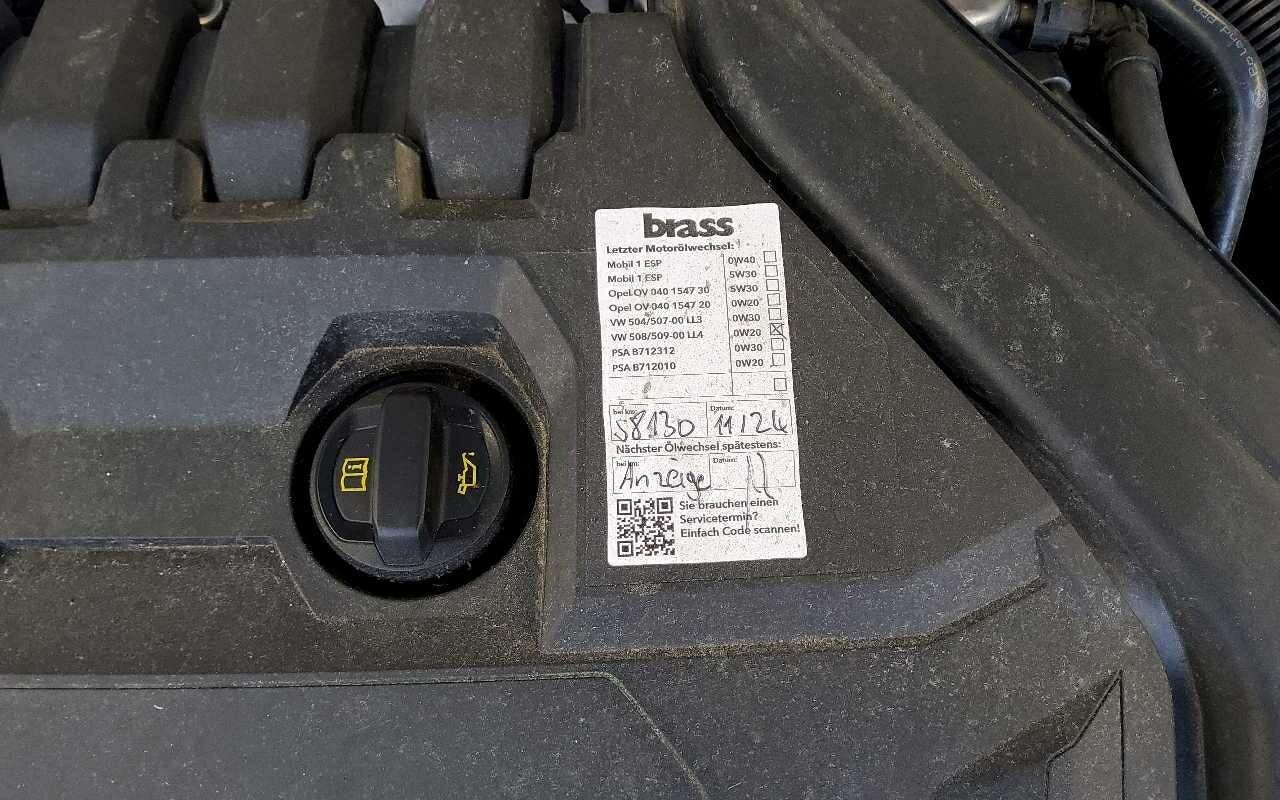 brass
Letzter Motorölwechsel:
Mobil 1 ESP 0W40
Mobil 1 ESP 5W30
Opel OV 040 1547 30 5W30
Opel OV 040 1547 20 0W20
VW 504/507-00 LL3 0W30
VW 508/509-00 LL4 0W20
PSA B712312 0W30
PSA B712010 0W20
bei km: Datum:
58130 11/24
Nächster Ölwechsel spätestens:
bei km: Datum:
Anzeige
Sie brauchen einen
Servicetermin?
Einfach Code scannen!